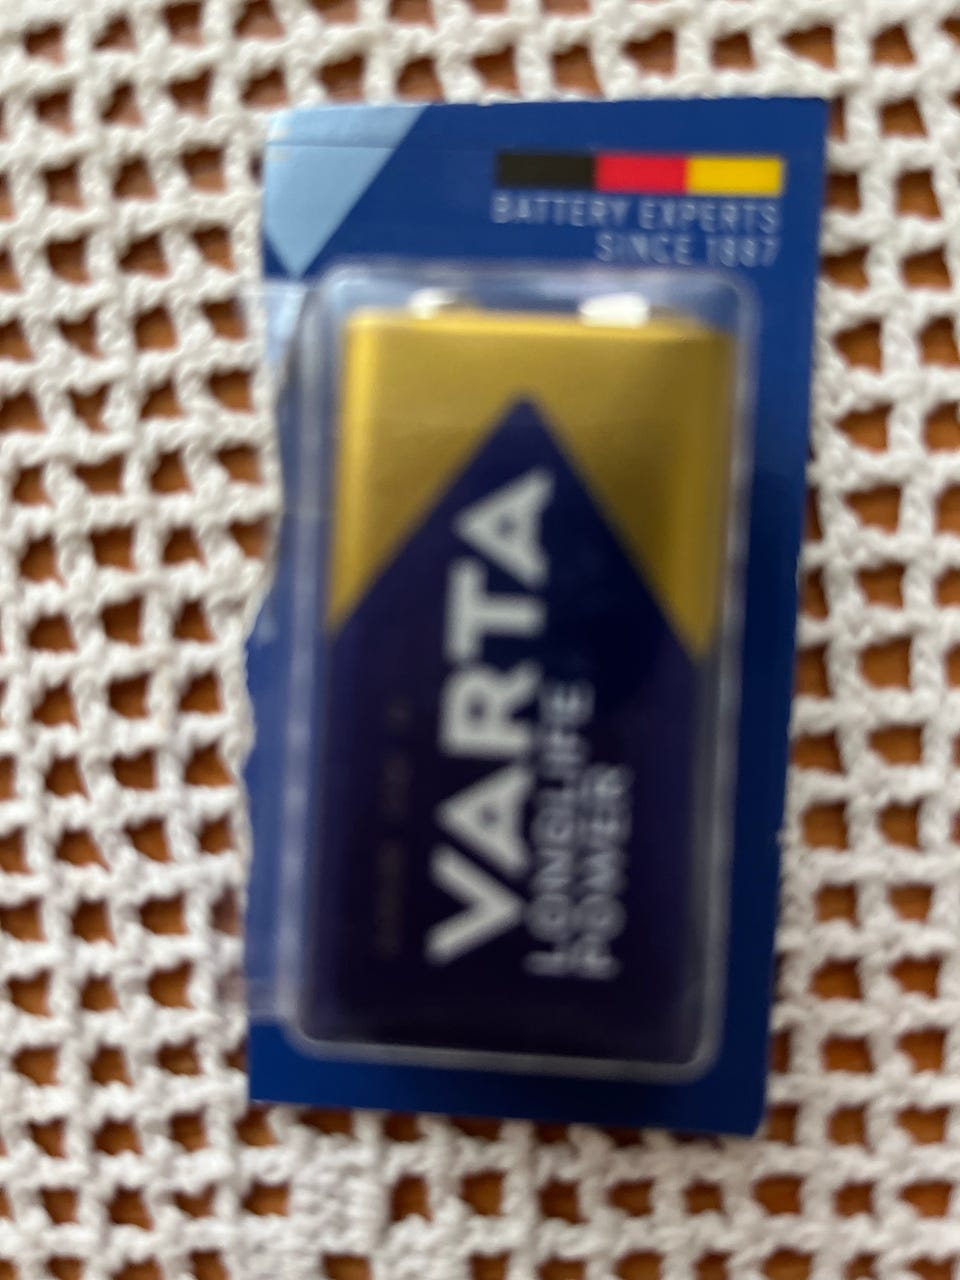 BATTERY EXPERTS
SINCE 1887
VARTA
LONGLIFE
POWER